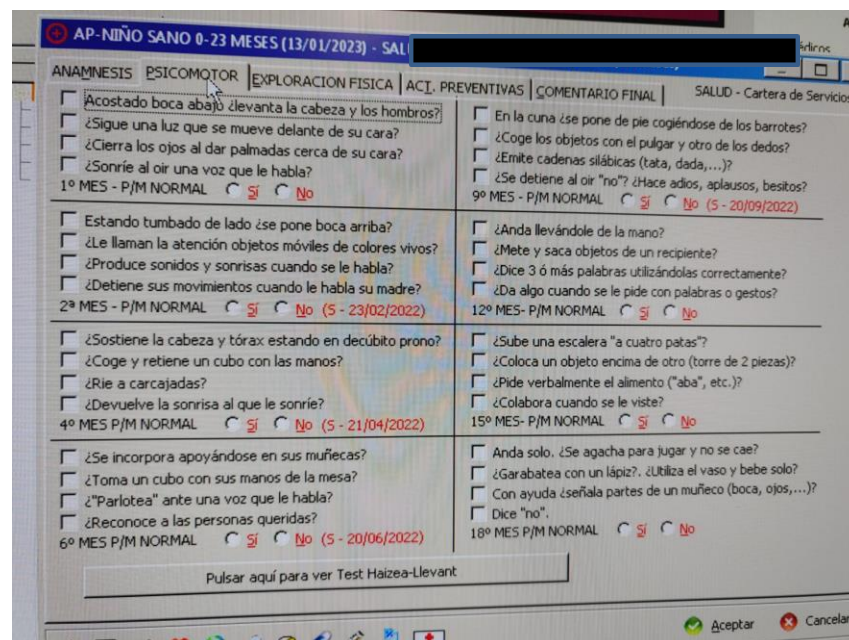 AP-NIÑO SANO 0-23 MESES (13/01/2023) - SAL
ANAMNESIS PSICOMOTOR EXPLORACION FISICA ACT. PREVENTIVAS COMENTARIO FINAL SALUD - Cartera de Servicios
Acostado boca abajo ¿levanta la cabeza y los hombros?
¿Sigue una luz que se mueve delante de su cara?
¿Cierra los ojos al dar palmadas cerca de su cara?
¿Sonríe al oir una voz que le habla?
1º MES - P/M NORMAL Sí No
Estando tumbado de lado ¿se pone boca arriba?
¿Le llaman la atención objetos móviles de colores vivos?
¿Produce sonidos y sonrisas cuando se le habla?
¿Detiene sus movimientos cuando le habla su madre?
2ª MES - P/M NORMAL Sí No (S - 23/02/2022)
¿Sostiene la cabeza y tórax estando en decúbito prono?
¿Coge y retiene un cubo con las manos?
¿Rie a carcajadas?
¿Devuelve la sonrisa al que le sonríe?
4º MES P/M NORMAL Sí No (S - 21/04/2022)
¿Se incorpora apoyándose en sus muñecas?
¿Toma un cubo con sus manos de la mesa?
¿"Parlotea" ante una voz que le habla?
¿Reconoce a las personas queridas?
6º MES P/M NORMAL Sí No (S - 20/06/2022)
En la cuna ¿se pone de pie cogiéndose de los barrotes?
¿Coge los objetos con el pulgar y otro de los dedos?
¿Emite cadenas silábicas (tata, dada,...)?
¿Se detiene al oir "no"? ¿Hace adios, aplausos, besitos?
9º MES - P/M NORMAL Sí No (S - 20/09/2022)
¿Anda llevándole de la mano?
¿Mete y saca objetos de un recipiente?
¿Dice 3 ó más palabras utilizándolas correctamente?
¿Da algo cuando se le pide con palabras o gestos?
12º MES- P/M NORMAL Sí No
¿Sube una escalera "a cuatro patas"?
¿Coloca un objeto encima de otro (torre de 2 piezas)?
¿Pide verbalmente el alimento ("aba", etc.)?
¿Colabora cuando se le viste?
15º MES- P/M NORMAL Sí No
Anda solo. ¿Se agacha para jugar y no se cae?
¿Garabatea con un lápiz?. ¿Utiliza el vaso y bebe solo?
Con ayuda ¿señala partes de un muñeco (boca, ojos,...)?
Dice "no".
18º MES P/M NORMAL Sí No
Pulsar aquí para ver Test Haizea-Llevant
Aceptar Cancelar